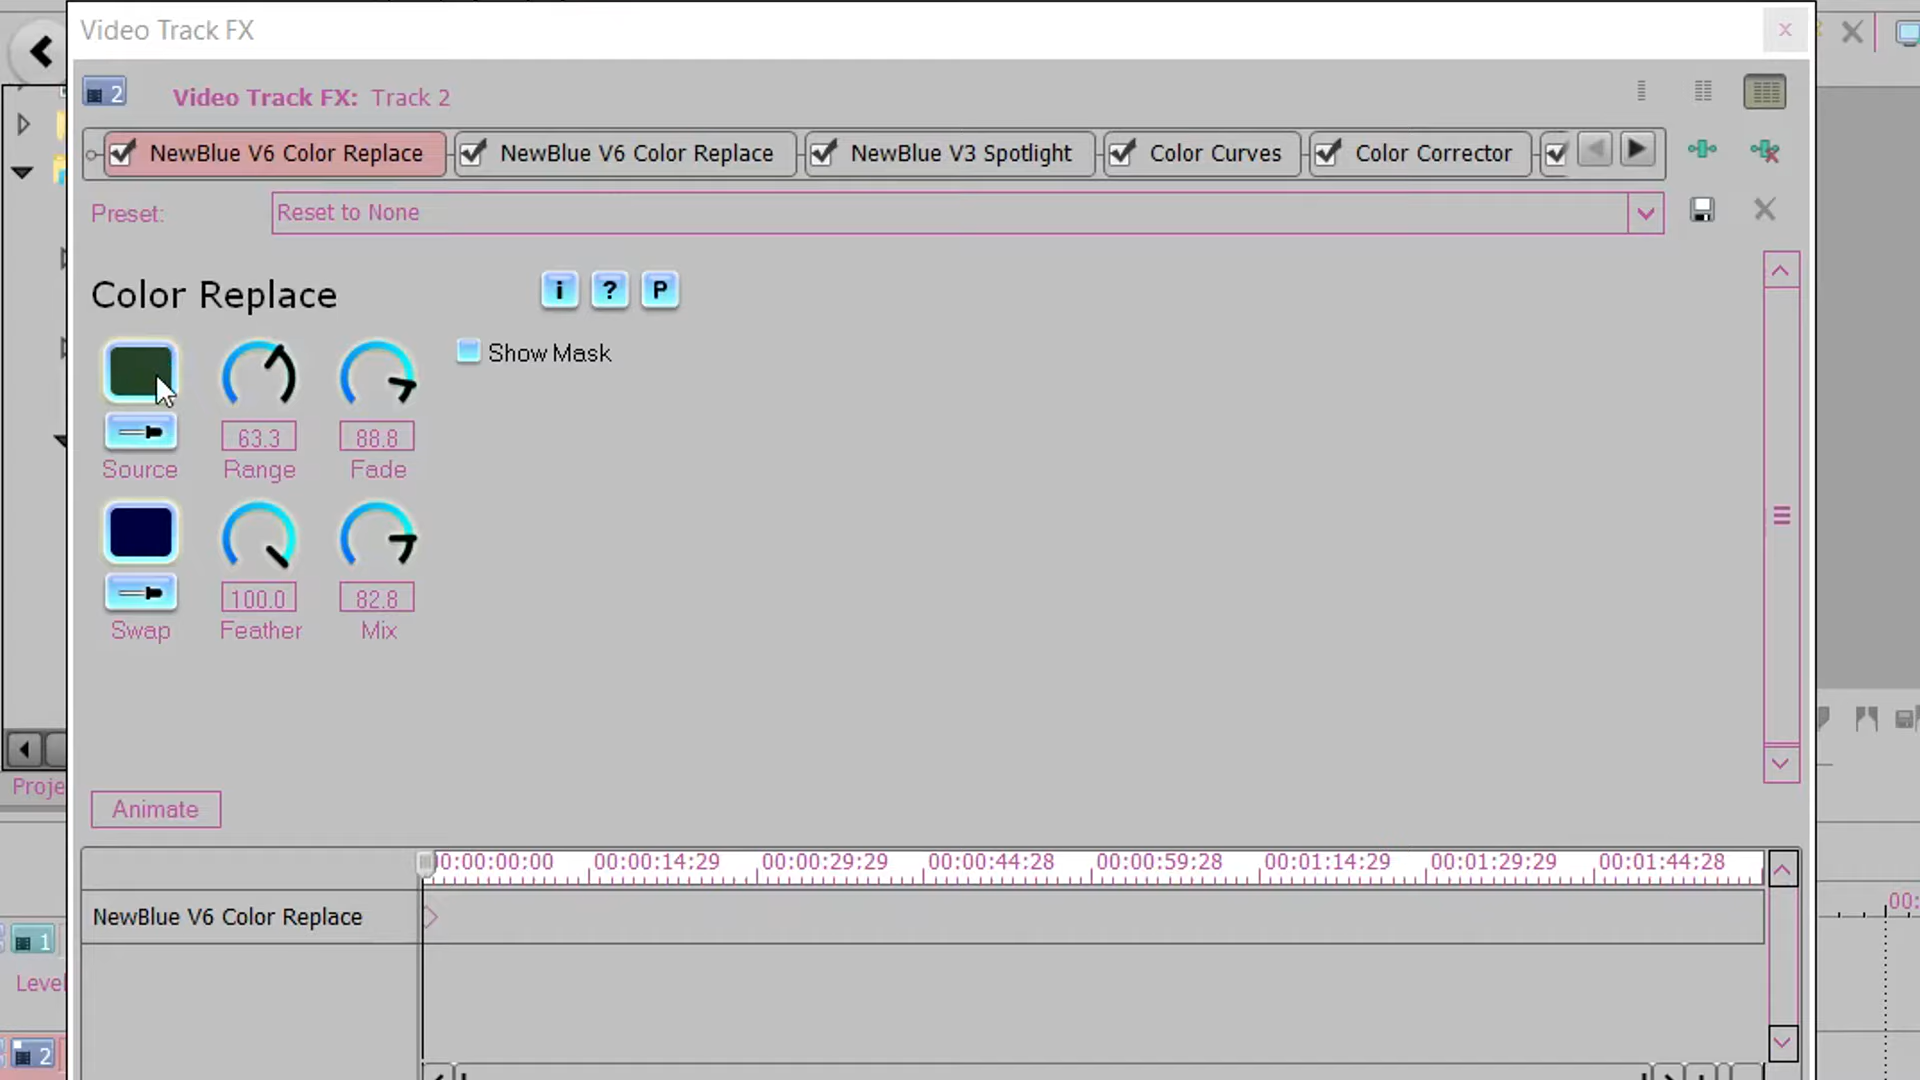 Video Track FX
2
Video Track FX: Track 2
NewBlue V6 Color Replace
NewBlue V6 Color Replace
NewBlue V3 Spotlight
Color Curves
Color Corrector
Preset:
Reset to None
Color Replace
i
?
P
Show Mask
63.3
88.8
Source
Range
Fade
100.0
82.8
Swap
Feather
Mix
Proje
Animate
00:00:00:00
00:00:14:29
00:00:29:29
00:00:44:28
00:00:59:28
00:01:14:29
00:01:29:29
00:01:44:28
00:
NewBlue V6 Color Replace
1
Level
2